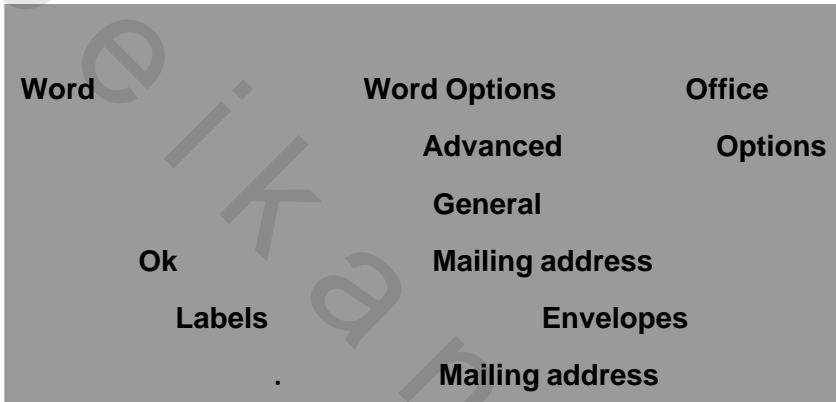 Word Word Options Office
Advanced Options
General
Ok Mailing address
Labels Envelopes
. Mailing address